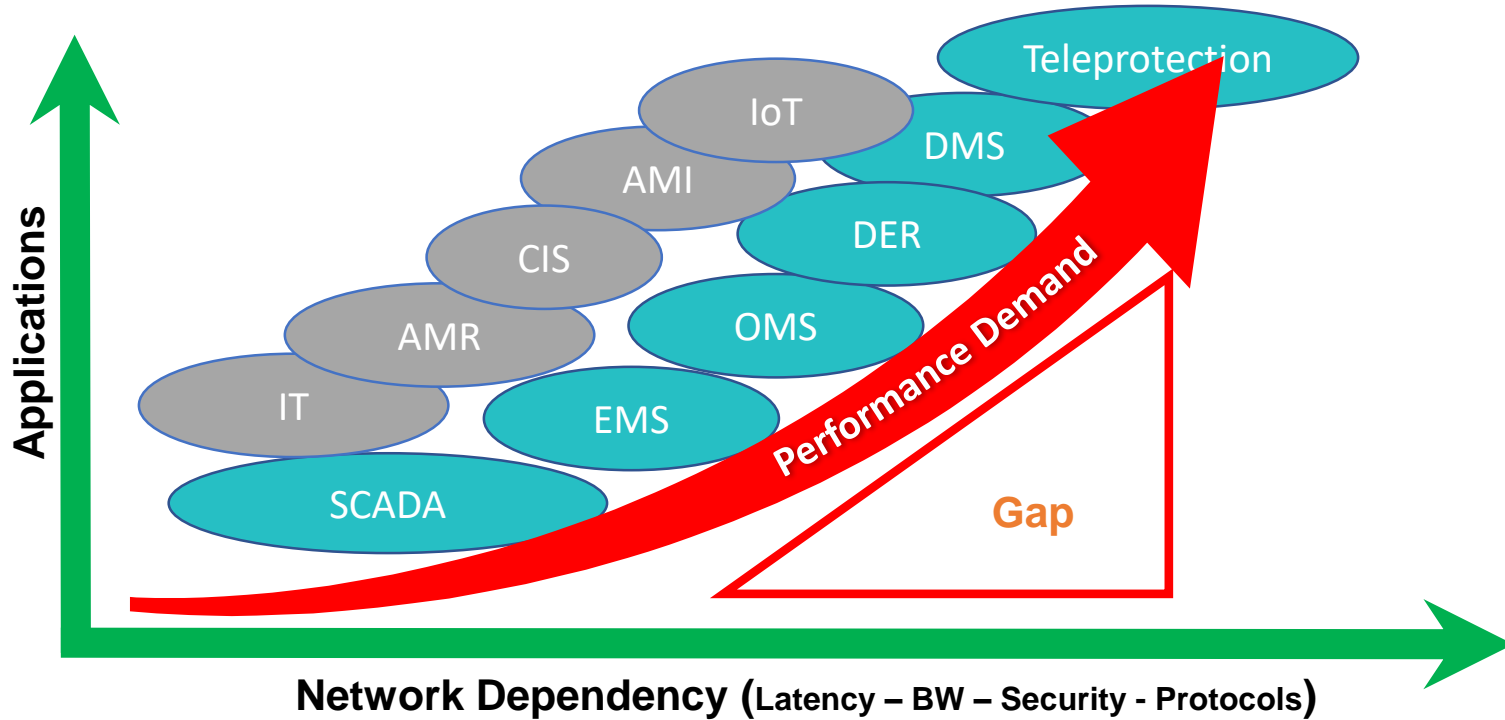 Teleprotection
IoT
DMS
AMI
DER
CIS
OMS
AMR
EMS
IT
SCADA
Performance Demand
Gap
Applications
Network Dependency (Latency – BW – Security - Protocols)